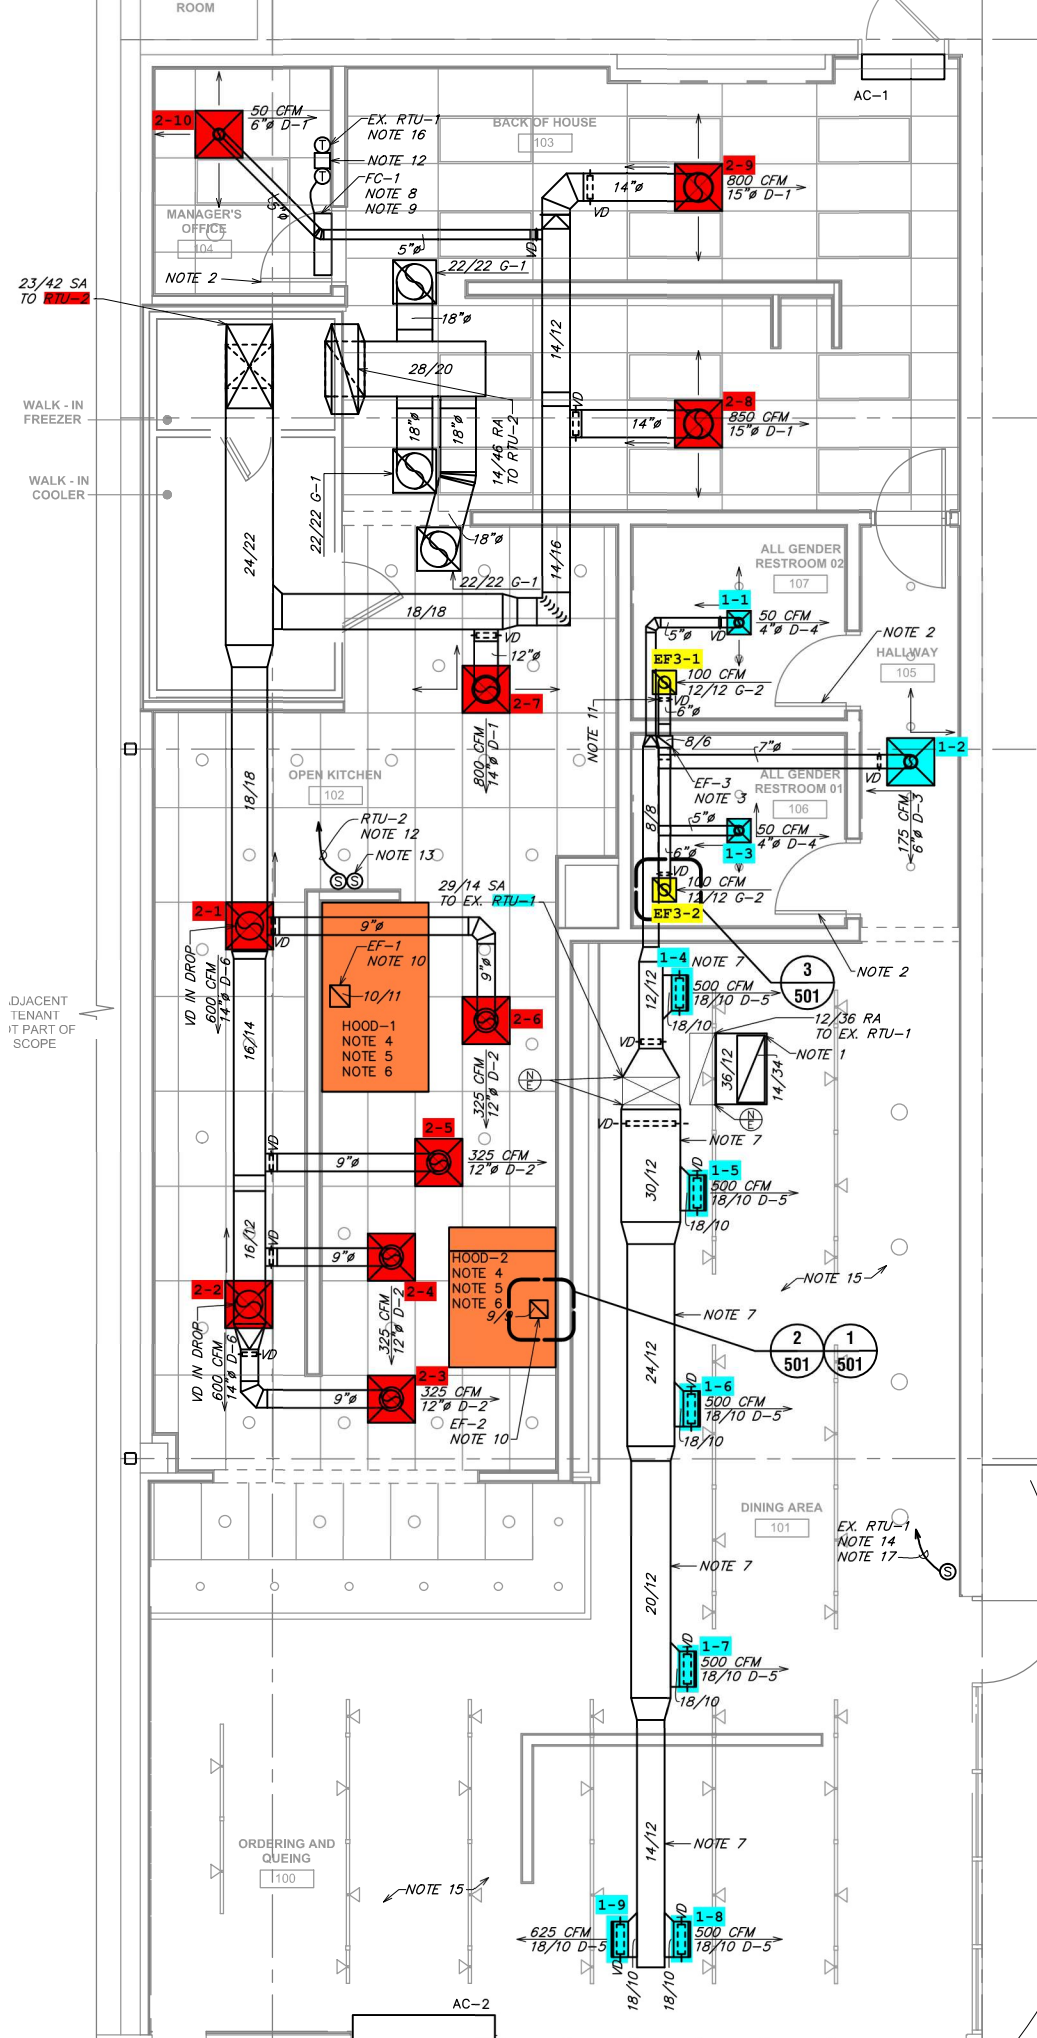 ROOM
AC-1
2-10
50 CFM
6"ø D-1
EX. RTU-1
NOTE 16
NOTE 12
FC-1
NOTE 8
NOTE 9
BACK OF HOUSE
103
2-9
800 CFM
15"ø D-1
14"ø
VD
MANAGER'S
OFFICE
104
5"ø
5"ø
VD
NOTE 2
22/22 G-1
23/42 SA
TO RTU-2
18"ø
28/20
14/12
2-8
850 CFM
15"ø D-1
14"ø
VD
WALK - IN
FREEZER
18"ø
18"ø
14/46 RA
TO RTU-2
WALK - IN
COOLER
22/22 G-1
18"ø
24/22
14/16
22/22 G-1
18/18
VD
12"ø
2-7
800 CFM
14"ø D-1
ALL GENDER
RESTROOM 02
107
1-1
50 CFM
4"ø D-4
5"ø
VD
NOTE 2
HALLWAY
105
EF3-1
100 CFM
12/12 G-2
VD
6"ø
NOTE 11
8/6
7"ø
VD
1-2
175 CFM
6"ø D-3
EF-3
NOTE 3
ALL GENDER
RESTROOM 01
106
8/8
5"ø
50 CFM
4"ø D-4
1-3
6"ø
VD
100 CFM
12/12 G-2
EF3-2
NOTE 2
OPEN KITCHEN
102
18/18
RTU-2
NOTE 12
NOTE 13
29/14 SA
TO EX. RTU-1
2-1
VD
9"ø
9"ø
VD IN DROP
600 CFM
14"ø D-6
EF-1
NOTE 10
10/11
HOOD-1
NOTE 4
NOTE 5
NOTE 6
2-6
325 CFM
12"ø D-2
16/14
1-4
NOTE 7
500 CFM
18/10 D-5
18/10
12/12
VD
3
501
12/36 RA
TO EX. RTU-1
NOTE 1
36/12
14/34
N
E
N
E
ADJACENT
TENANT
OT PART OF
SCOPE
VD
NOTE 7
2-5
325 CFM
12"ø D-2
VD
9"ø
30/12
1-5
VD
500 CFM
18/10 D-5
18/10
16/12
VD
9"ø
2-4
325 CFM
12"ø D-2
HOOD-2
NOTE 4
NOTE 5
NOTE 6
9/9
2-2
VD IN DROP
600 CFM
14"ø D-6
VD
NOTE 15
NOTE 7
24/12
2
501
1
501
2-3
9"ø
325 CFM
12"ø D-2
EF-2
NOTE 10
1-6
VD
500 CFM
18/10 D-5
18/10
DINING AREA
101
EX. RTU-1
NOTE 14
NOTE 17
S
S
S
T
T
NOTE 7
20/12
1-7
VD
500 CFM
18/10 D-5
18/10
ORDERING AND
QUEING
100
NOTE 15
NOTE 7
14/12
1-9
625 CFM
18/10 D-5
VD
18/10
1-8
VD
500 CFM
18/10 D-5
18/10
AC-2